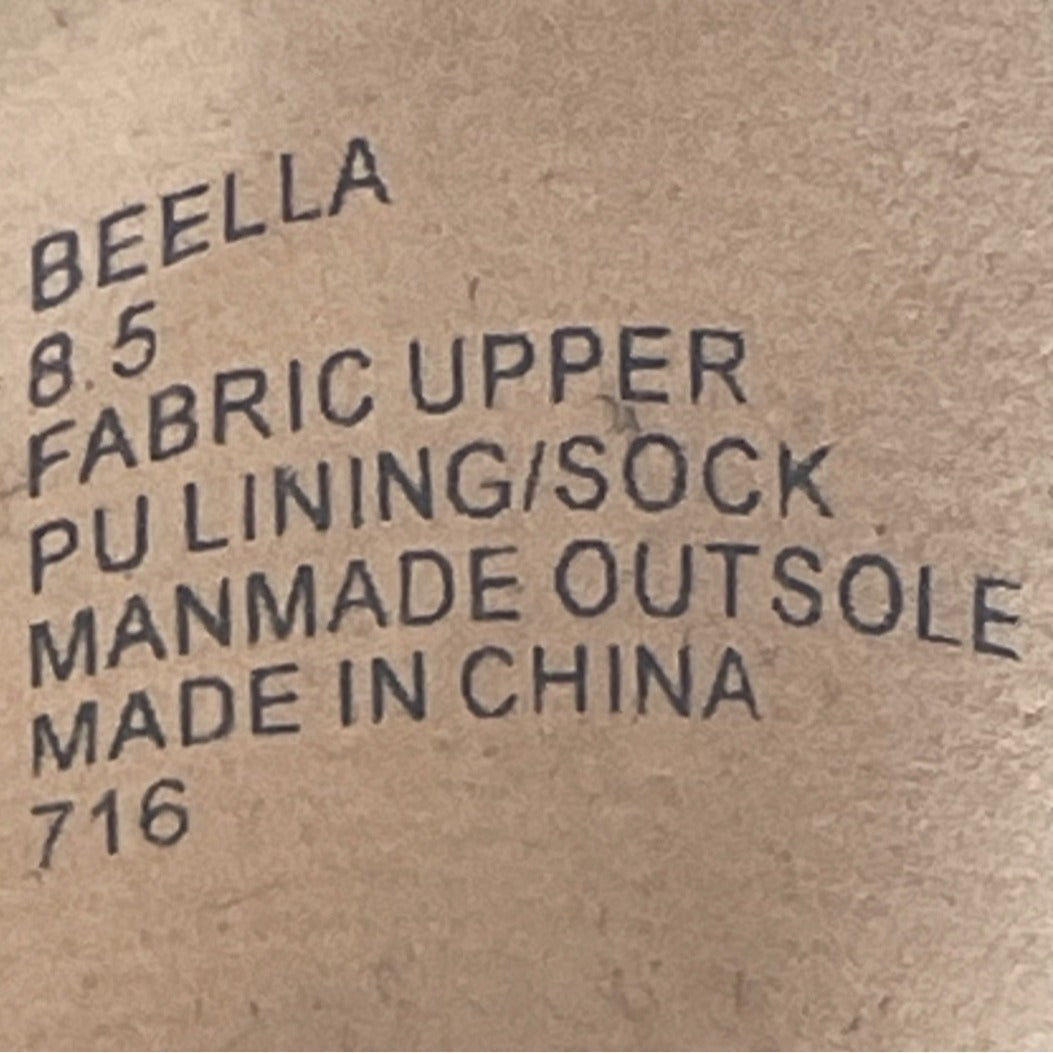 BEELLA
8.5
FABRIC UPPER
PU LINING/SOCK
MANMADE OUTSOLE
MADE IN CHINA
716